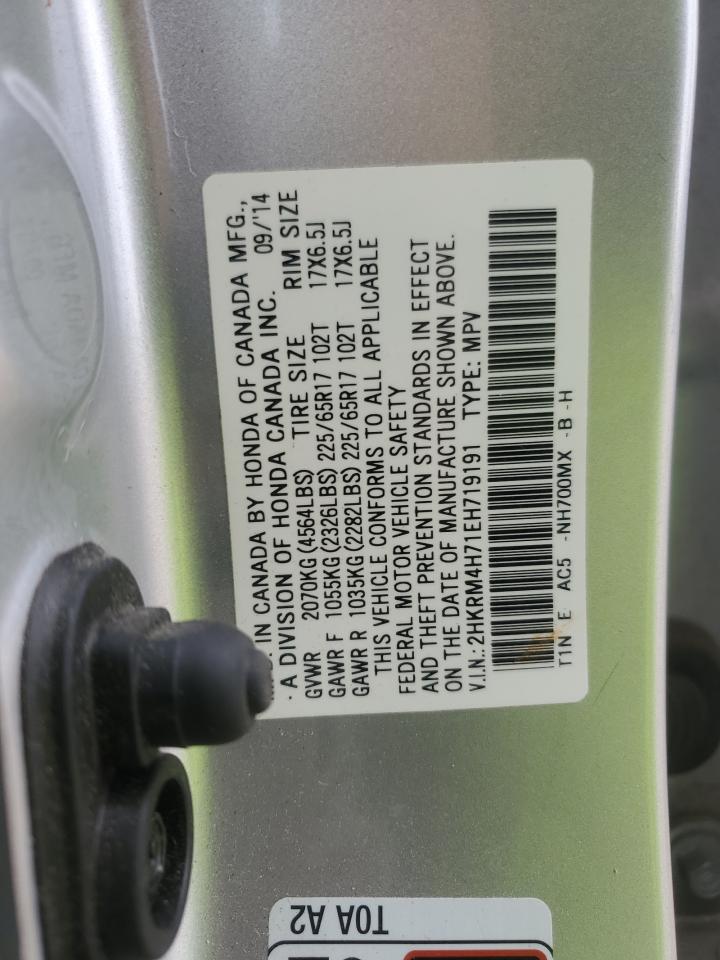 MFD. IN CANADA BY HONDA OF CANADA MFG.,
A DIVISION OF HONDA CANADA INC. 09/'14
GVWR 2070KG(4564LBS) TIRE SIZE RIM SIZE
GAWR F 1055KG(2326LBS) 225/65R17 102T 17X6.5J
GAWR R 1035KG(2282LBS) 225/65R17 102T 17X6.5J
THIS VEHICLE CONFORMS TO ALL APPLICABLE
FEDERAL MOTOR VEHICLE SAFETY
AND THEFT PREVENTION STANDARDS IN EFFECT
ON THE DATE OF MANUFACTURE SHOWN ABOVE.
V.I.N.: 2HKRM4H71EH719191 TYPE: MPV
T1N E AC5 -NH700MX -B -H
T0A A2